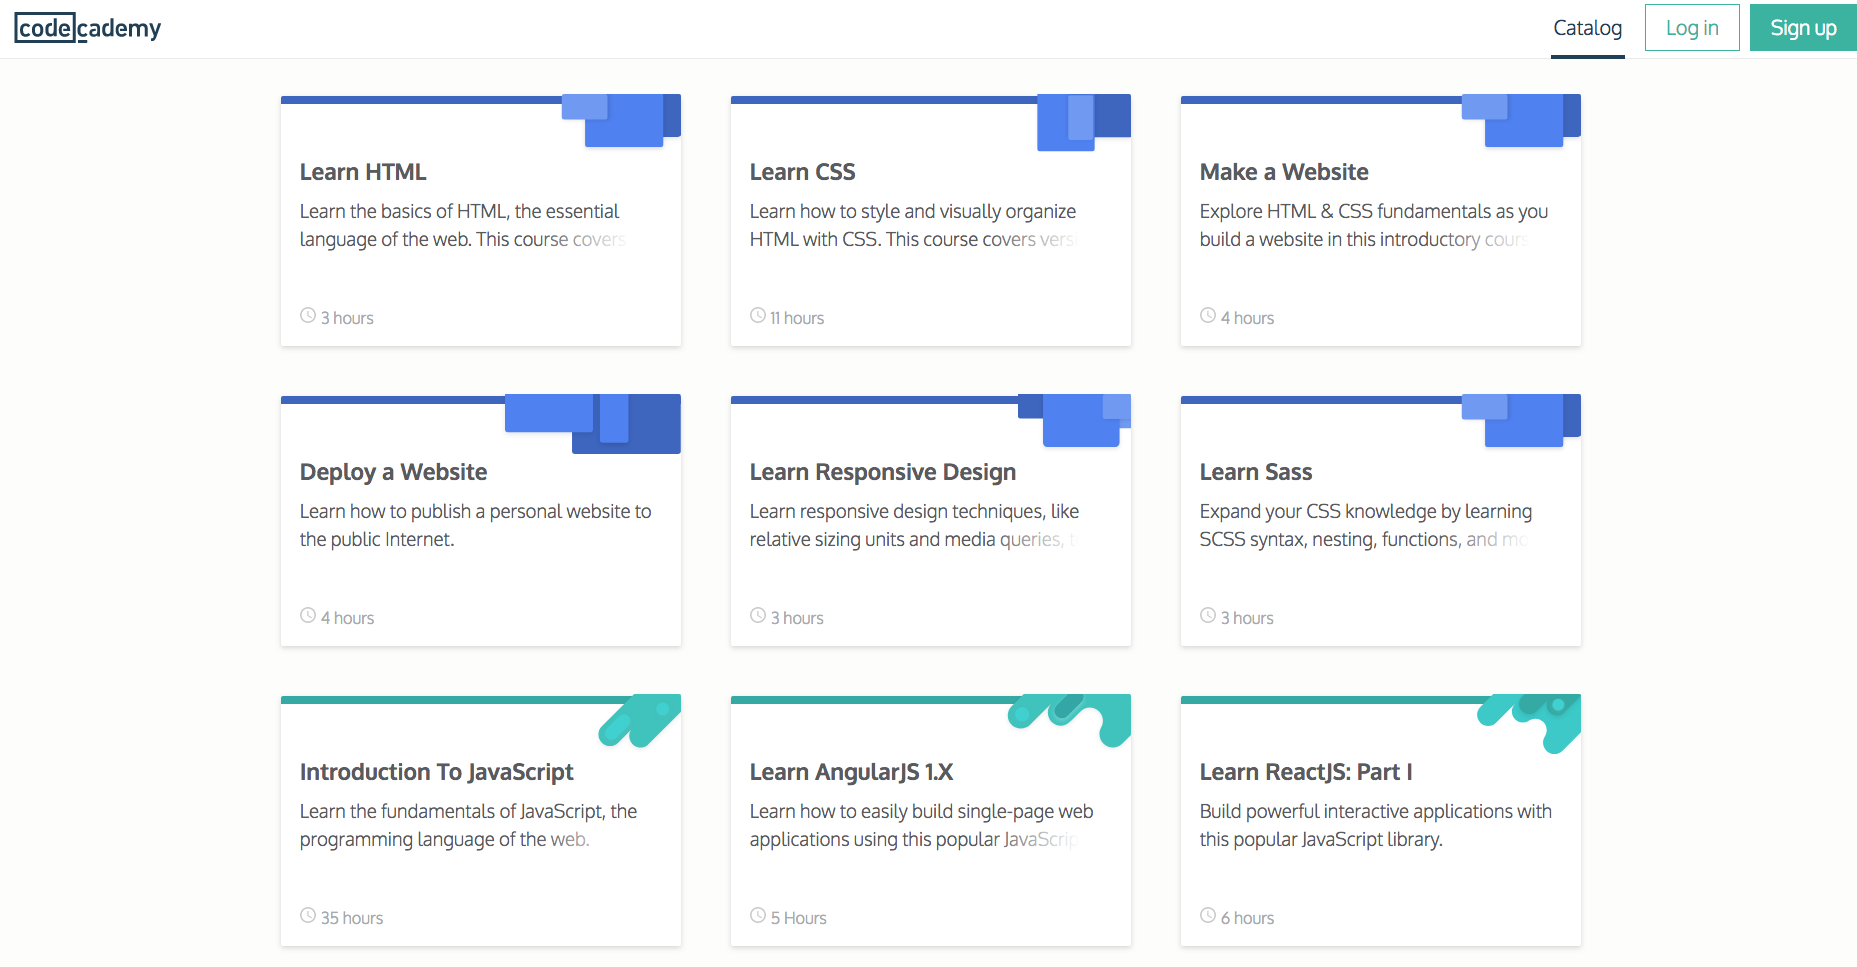 codecademy
Catalog
Log in
Sign up
Learn HTML
Learn the basics of HTML, the essential
language of the web. This course covers
3 hours
Learn CSS
Learn how to style and visually organize
HTML with CSS. This course covers versi
11 hours
Make a Website
Explore HTML & CSS fundamentals as you
build a website in this introductory cours
4 hours
Deploy a Website
Learn how to publish a personal website to
the public Internet.
4 hours
Learn Responsive Design
Learn responsive design techniques, like
relative sizing units and media queries, t
3 hours
Learn Sass
Expand your CSS knowledge by learning
SCSS syntax, nesting, functions, and mo
3 hours
Introduction To JavaScript
Learn the fundamentals of JavaScript, the
programming language of the web.
35 hours
Learn AngularJS 1.X
Learn how to easily build single-page web
applications using this popular JavaScrip
5 Hours
Learn ReactJS: Part I
Build powerful interactive applications with
this popular JavaScript library.
6 hours